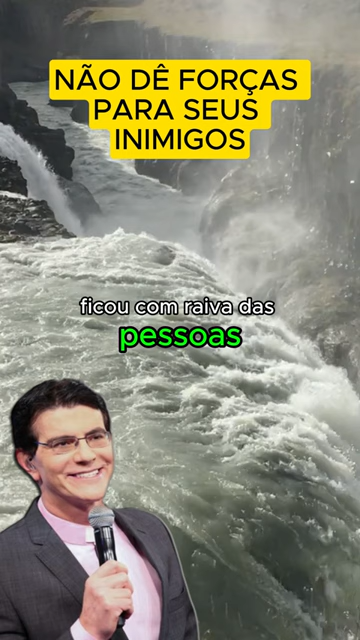 NÃO DÊ FORÇAS
PARA SEUS
INIMIGOS
ficou com raiva das
pessoas